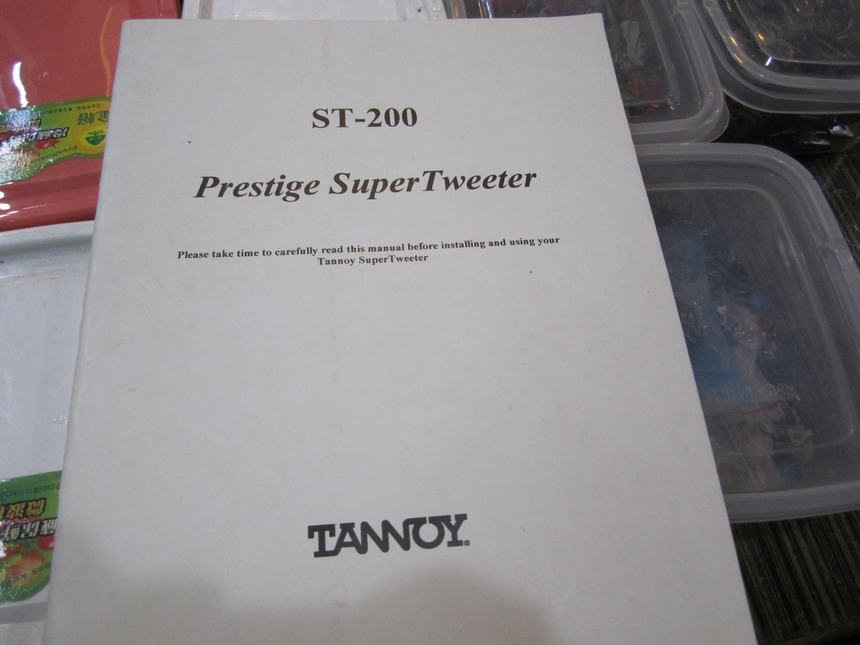 ST-200
Prestige SuperTweeter
Please take time to carefully read this manual before installing and using your
Tannoy SuperTweeter
TANNOY®